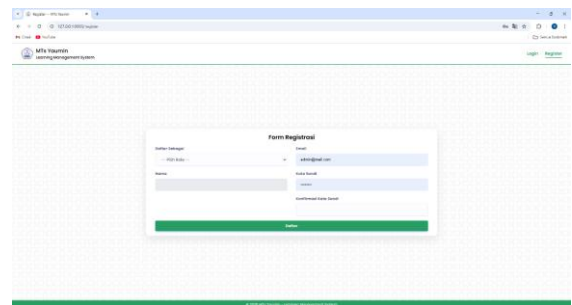 Register - MTs Yaumin
127.0.0.1:8000/register
Gmail
YouTube
MTs Yaumin
Learning Management System
Login
Register
Form Registrasi
Daftar Sebagai
-- Pilih Role --
Nama
Email
admin@mail.com
Kata Sandi
Konfirmasi Kata Sandi
Daftar